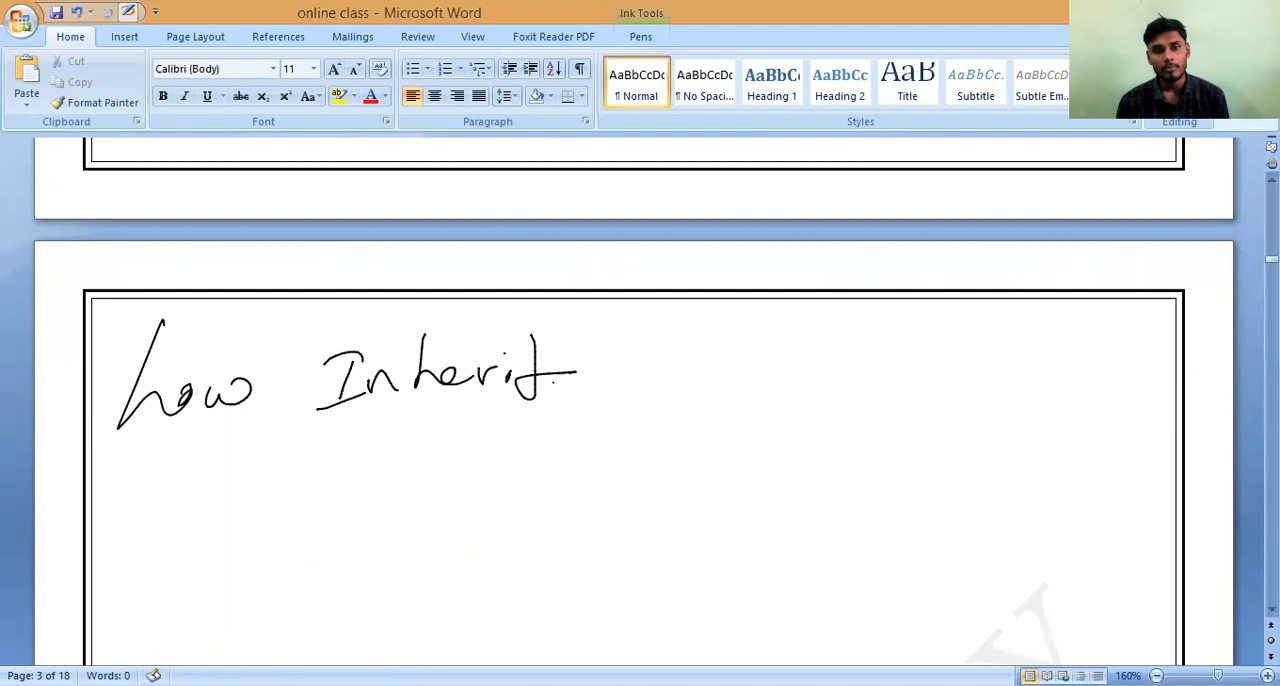 online class - Microsoft Word Ink Tools
Home Insert Page Layout References Mailings Review View Foxit Reader PDF Pens
Paste Cut Copy Format Painter
Clipboard
Calibri (Body) 11
Font
Paragraph
AaBbCcDc AaBbCcDc AaBbCc AaBbCc AaB AaBbCc. AaBbCcDc
¶ Normal ¶ No Spaci... Heading 1 Heading 2 Title Subtitle Subtle Em...
Styles
Editing
how Inherit
V
Page: 3 of 18 Words: 0 160%